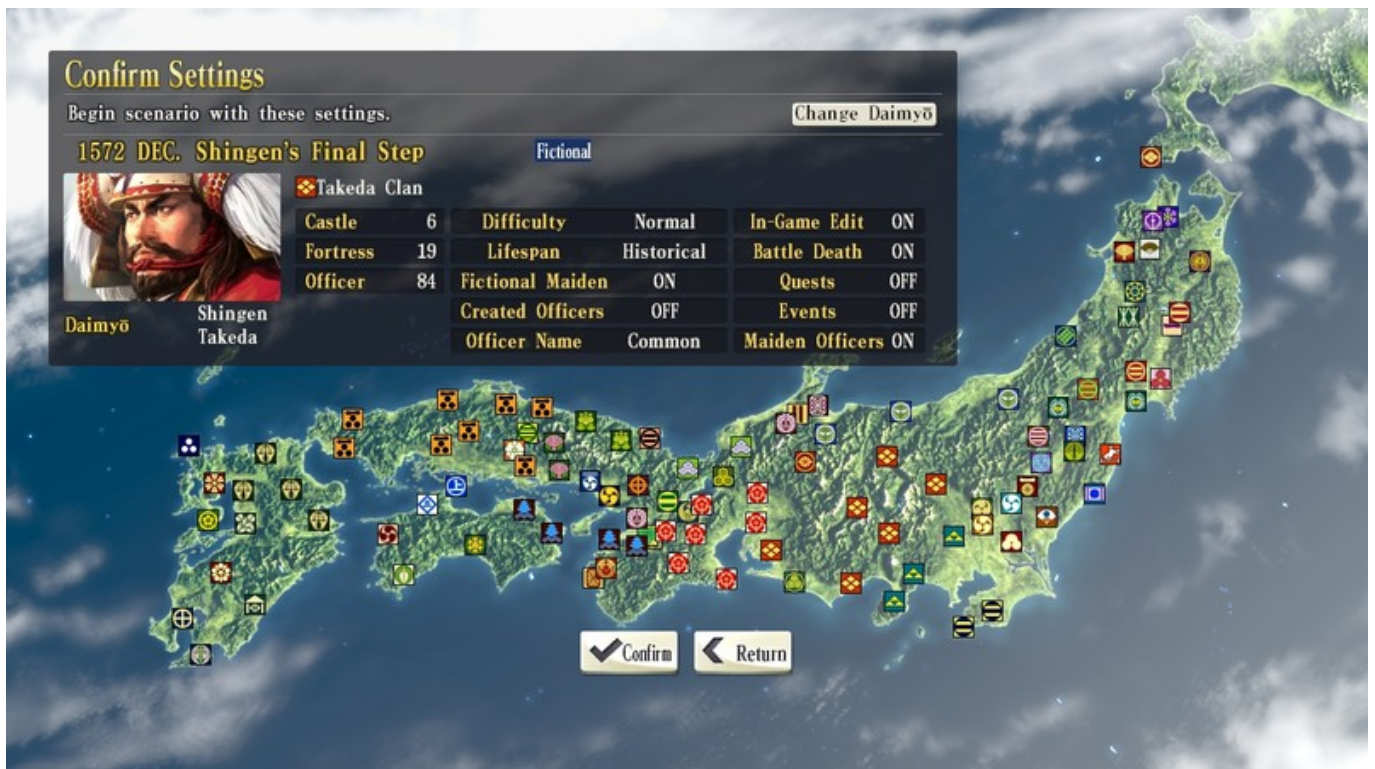 Confirm Settings
Begin scenario with these settings.
Change Daimyō
1572 DEC. Shingen's Final Step
Fictional
Takeda Clan
Castle 6
Fortress 19
Officer 84
Daimyō
Shingen
Takeda
Difficulty Normal
Lifespan Historical
Fictional Maiden ON
Created Officers OFF
Officer Name Common
In-Game Edit ON
Battle Death ON
Quests OFF
Events OFF
Maiden Officers ON
Confirm
Return